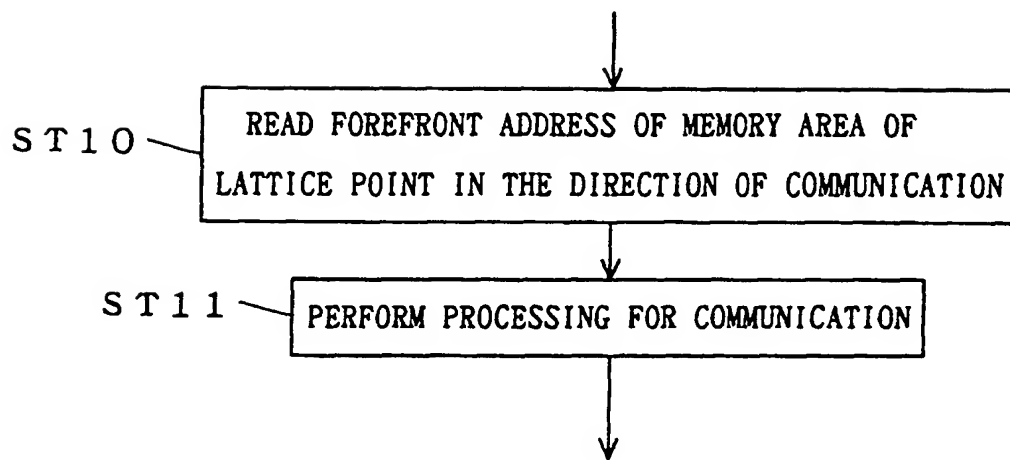 ST10
READ FOREFRONT ADDRESS OF MEMORY AREA OF
LATTICE POINT IN THE DIRECTION OF COMMUNICATION
ST11
PERFORM PROCESSING FOR COMMUNICATION